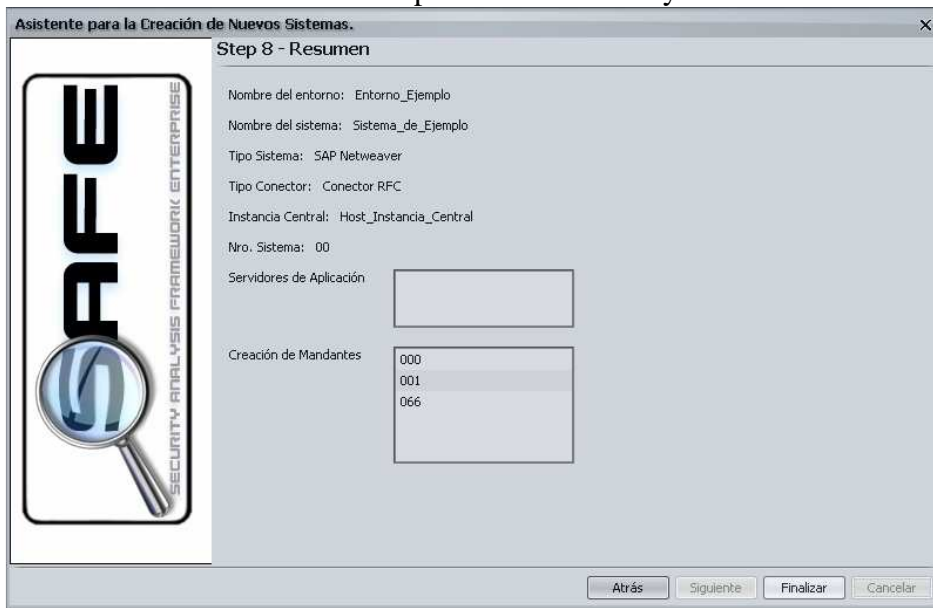 Asistente para la Creación de Nuevos Sistemas.
Step 8 - Resumen
SAFE
SECURITY ANALYSIS FRAMEWORK ENTERPRISE
Nombre del entorno: Entorno_Ejemplo
Nombre del sistema: Sistema_de_Ejemplo
Tipo Sistema: SAP Netweaver
Tipo Conector: Conector RFC
Instancia Central: Host_Instancia_Central
Nro. Sistema: 00
Servidores de Aplicación
Creación de Mandantes
000
001
066
Atrás
Siguiente
Finalizar
Cancelar